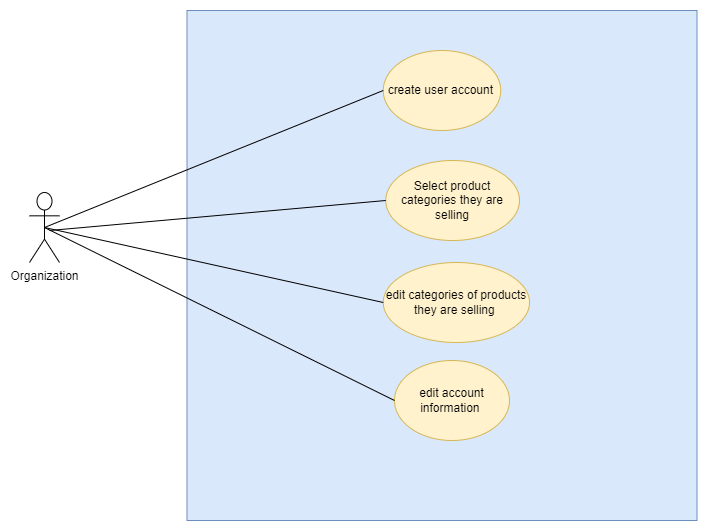 create user account
Select product
categories they are
selling
Organization
edit categories of products
they are selling
edit account
information